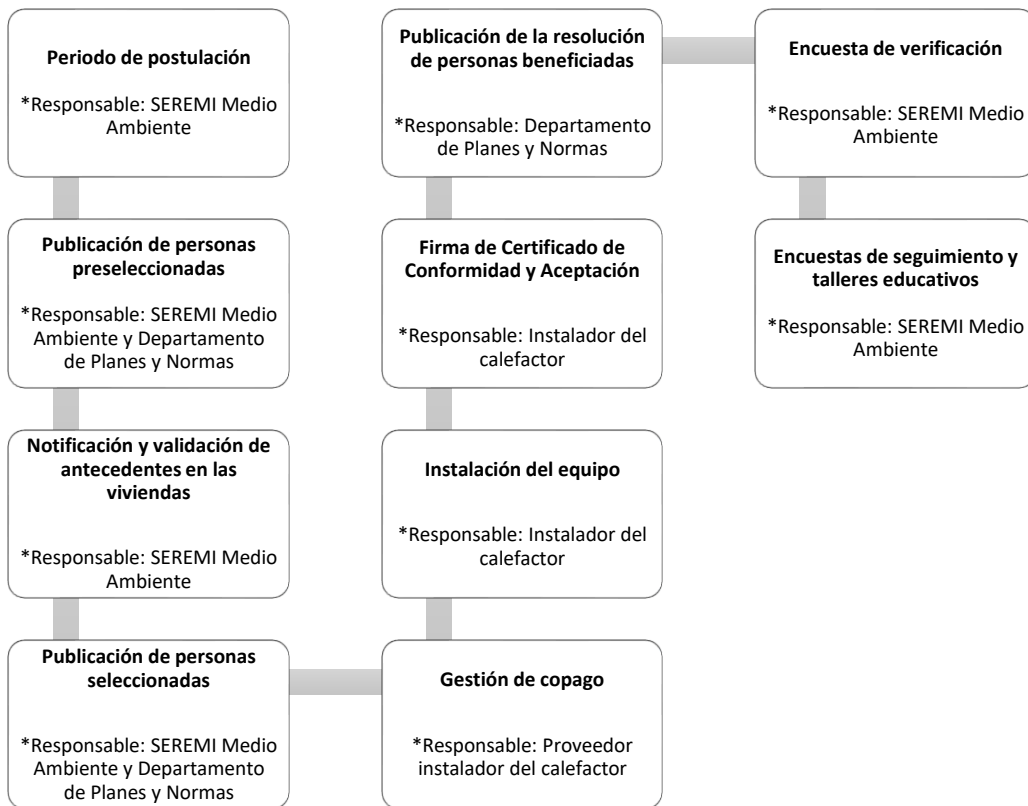 Periodo de postulación
*Responsable: SEREMI Medio
Ambiente
Publicación de personas
preseleccionadas
*Responsable: SEREMI Medio
Ambiente y Departamento
de Planes y Normas
Notificación y validación de
antecedentes en las
viviendas
*Responsable: SEREMI Medio
Ambiente
Publicación de personas
seleccionadas
*Responsable: SEREMI Medio
Ambiente y Departamento
de Planes y Normas
Gestión de copago
*Responsable: Proveedor
instalador del calefactor
Instalación del equipo
*Responsable: Instalador del
calefactor
Firma de Certificado de
Conformidad y Aceptación
*Responsable: Instalador del
calefactor
Publicación de la resolución
de personas beneficiadas
*Responsable: Departamento
de Planes y Normas
Encuesta de verificación
*Responsable: SEREMI Medio
Ambiente
Encuestas de seguimiento y
talleres educativos
*Responsable: SEREMI Medio
Ambiente